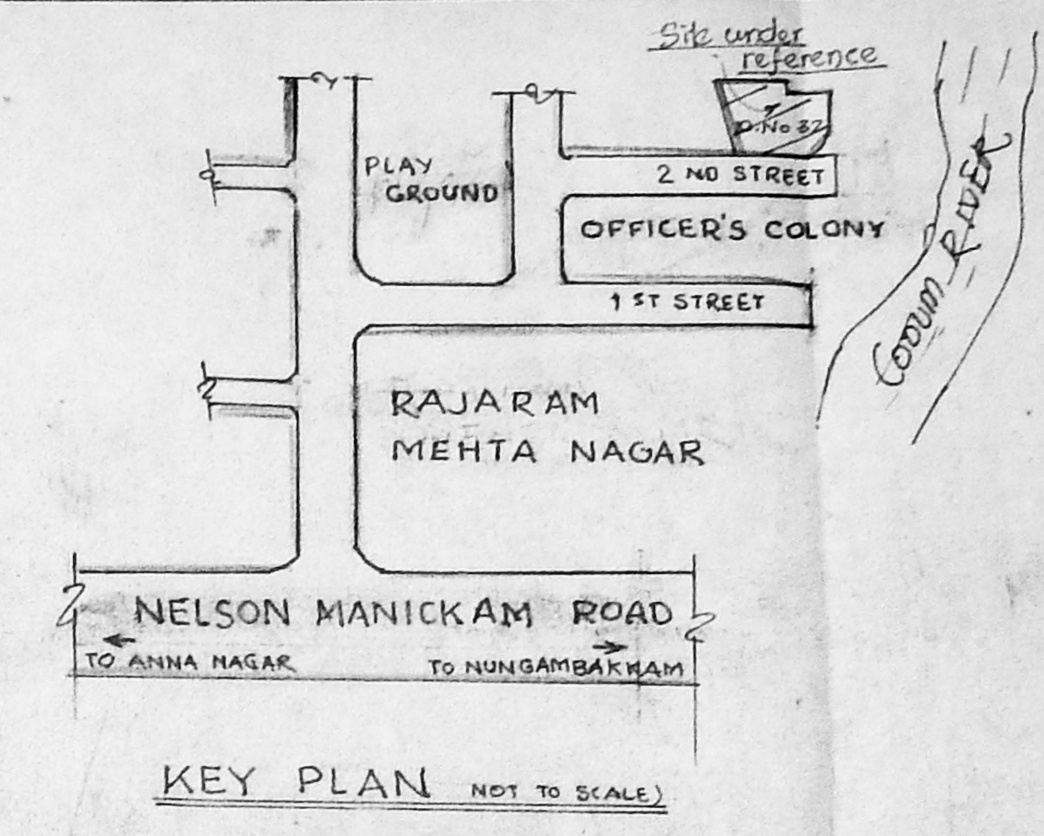 Site under
reference
D.No 32
PLAY
GROUND
2 ND STREET
OFFICER'S COLONY
COOUM RIVER
1 ST STREET
RAJARAM
MEHTA NAGAR
NELSON MANICKAM ROAD
TO ANNA NAGAR
TO NUNGAMBAKKAM
KEY PLAN NOT TO SCALE)